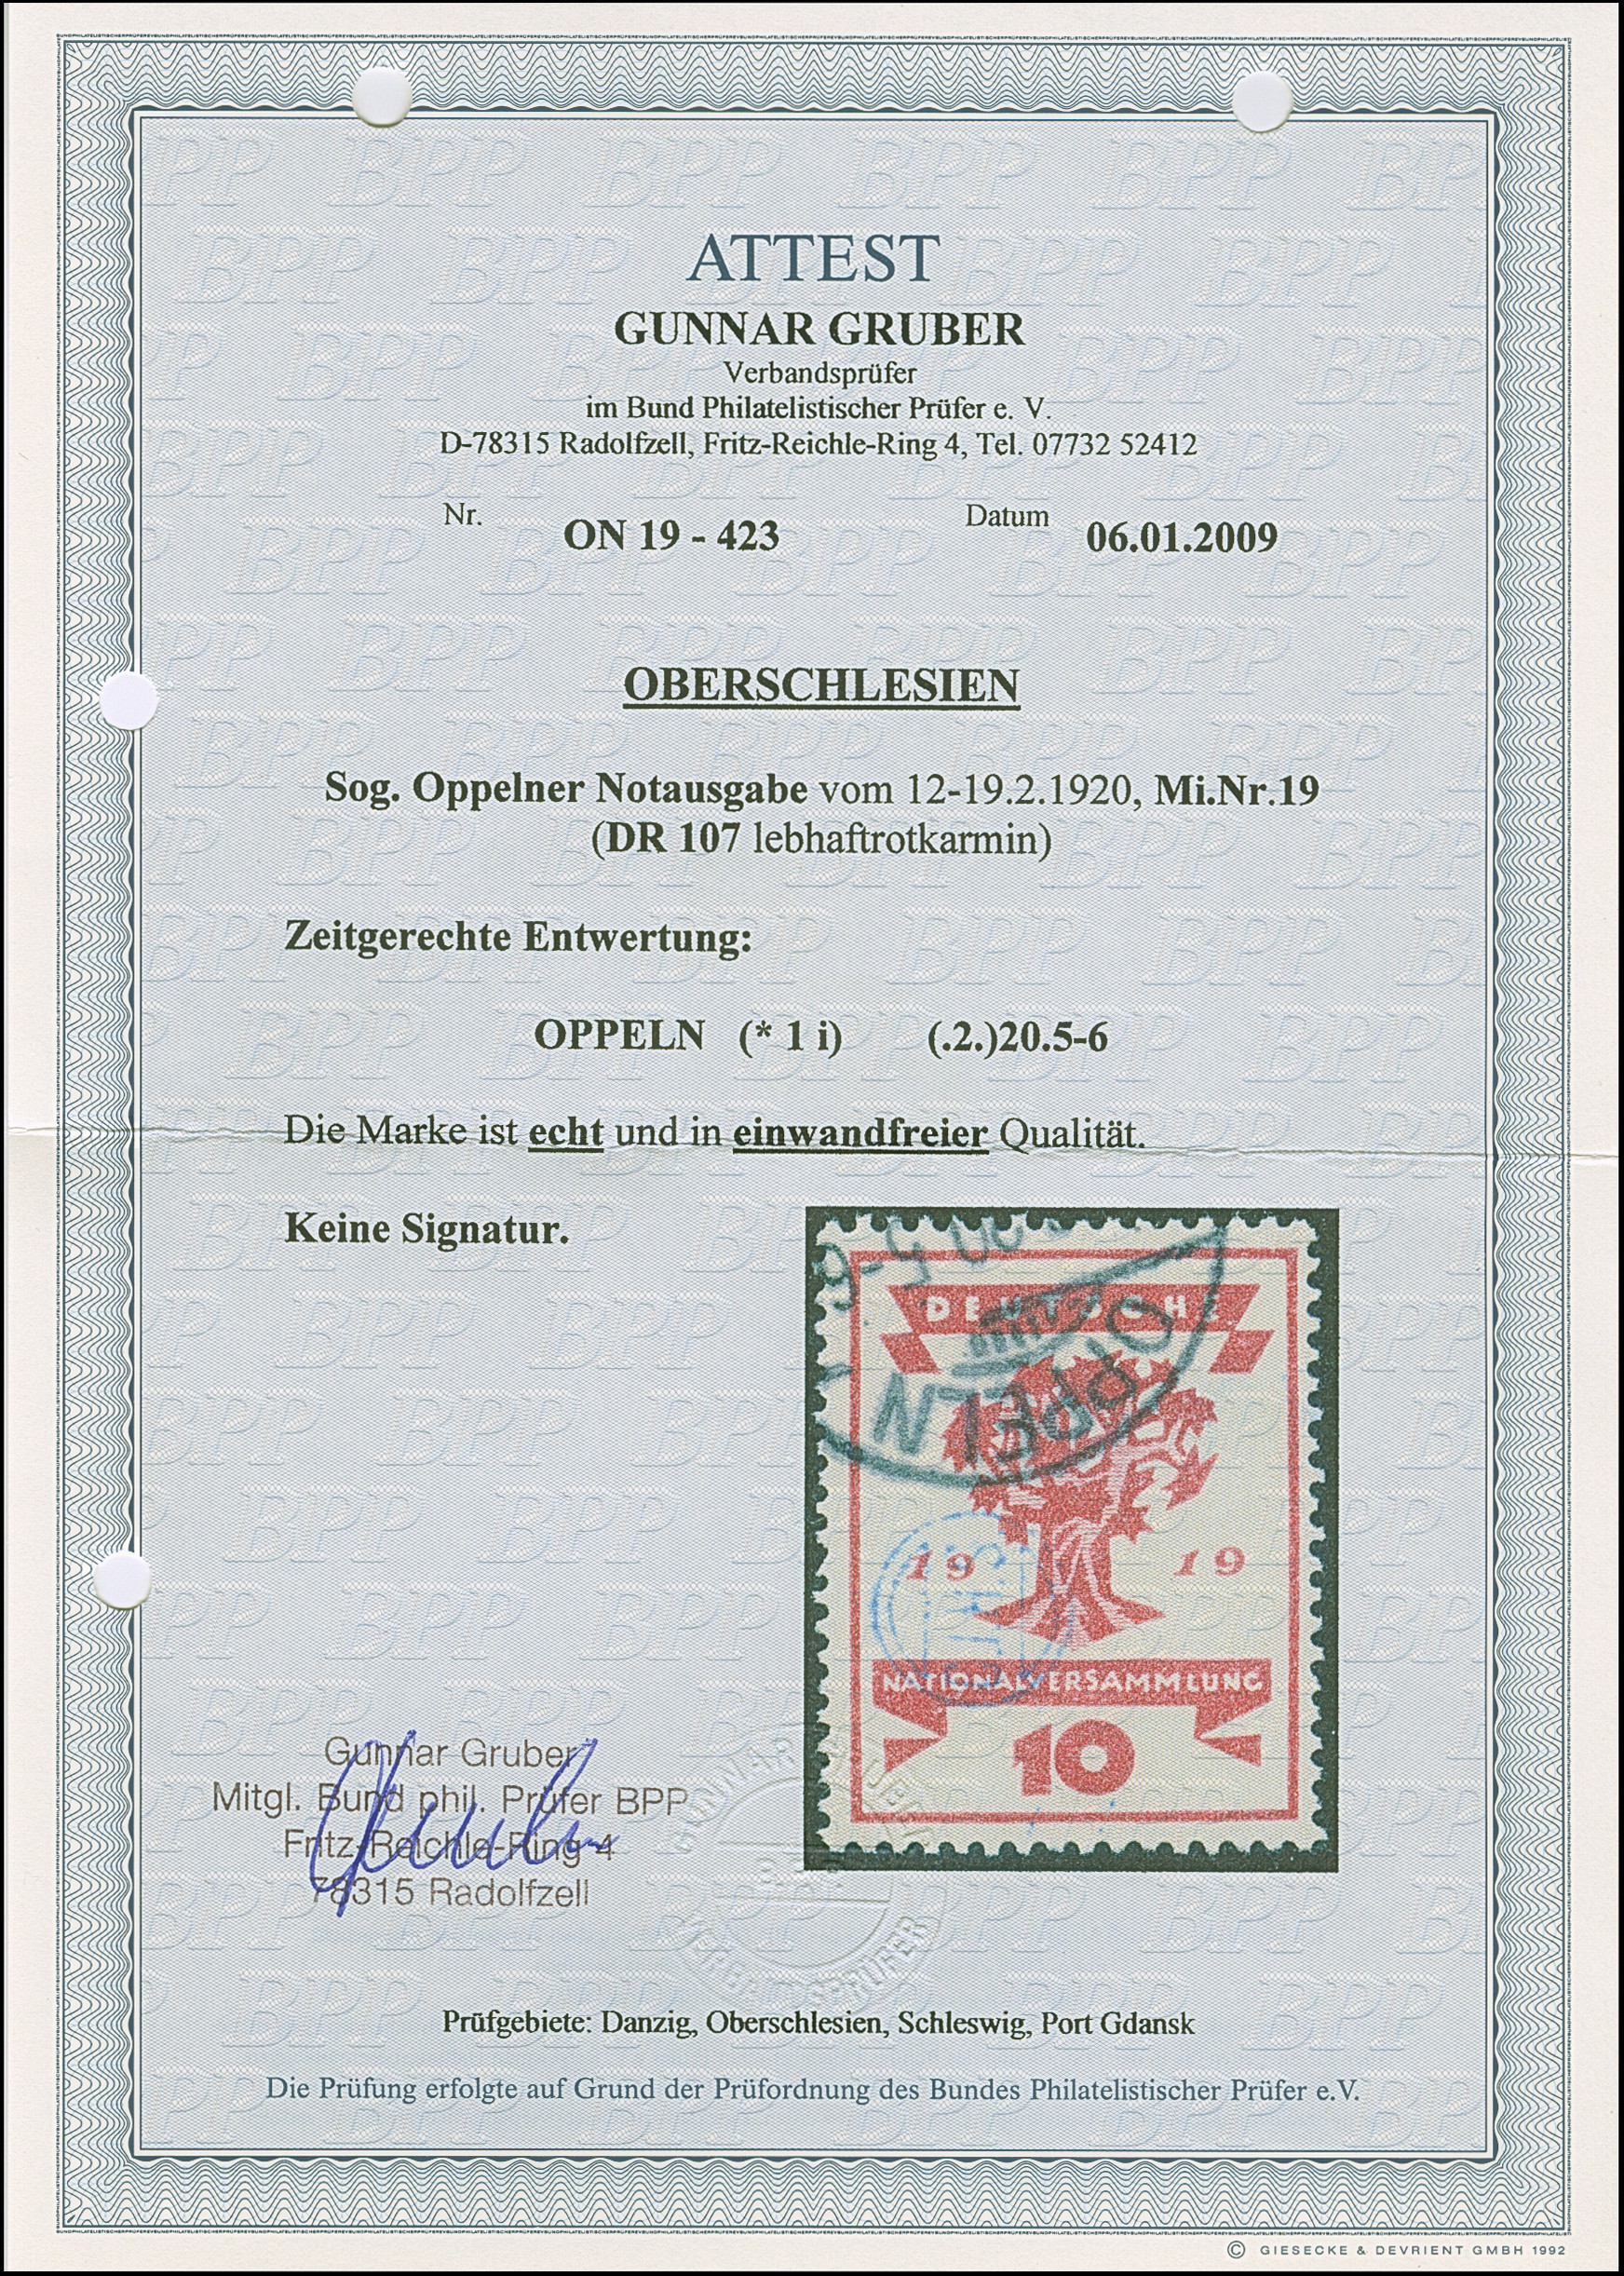 ATTEST
GUNNAR GRUBER
Verbandsprüfer
im Bund Philatelistischer Prüfer e. V.
D-78315 Radolfzell, Fritz-Reichle-Ring 4, Tel. 07732 52412
Nr. ON 19 - 423 Datum 06.01.2009
OBERSCHLESIEN
Sog. Oppelner Notausgabe vom 12-19.2.1920, Mi.Nr.19
(DR 107 lebhaftrotkarmin)
Zeitgerechte Entwertung:
OPPELN (* 1 i) (.2.)20.5-6
Die Marke ist echt und in einwandfreier Qualität.
Keine Signatur.
DEUTSCHE
OPPELN
19 19
NATIONALVERSAMMLUNG
10
Gunnar Gruber
Mitgl. Bund phil. Prüfer BPP
Fritz-Reichle-Ring 4
78315 Radolfzell
VERBANDSPRÜFER
Prüfgebiete: Danzig, Oberschlesien, Schleswig, Port Gdansk
Die Prüfung erfolgte auf Grund der Prüfordnung des Bundes Philatelistischer Prüfer e.V.
© GIESECKE & DEVRIENT GMBH 1992